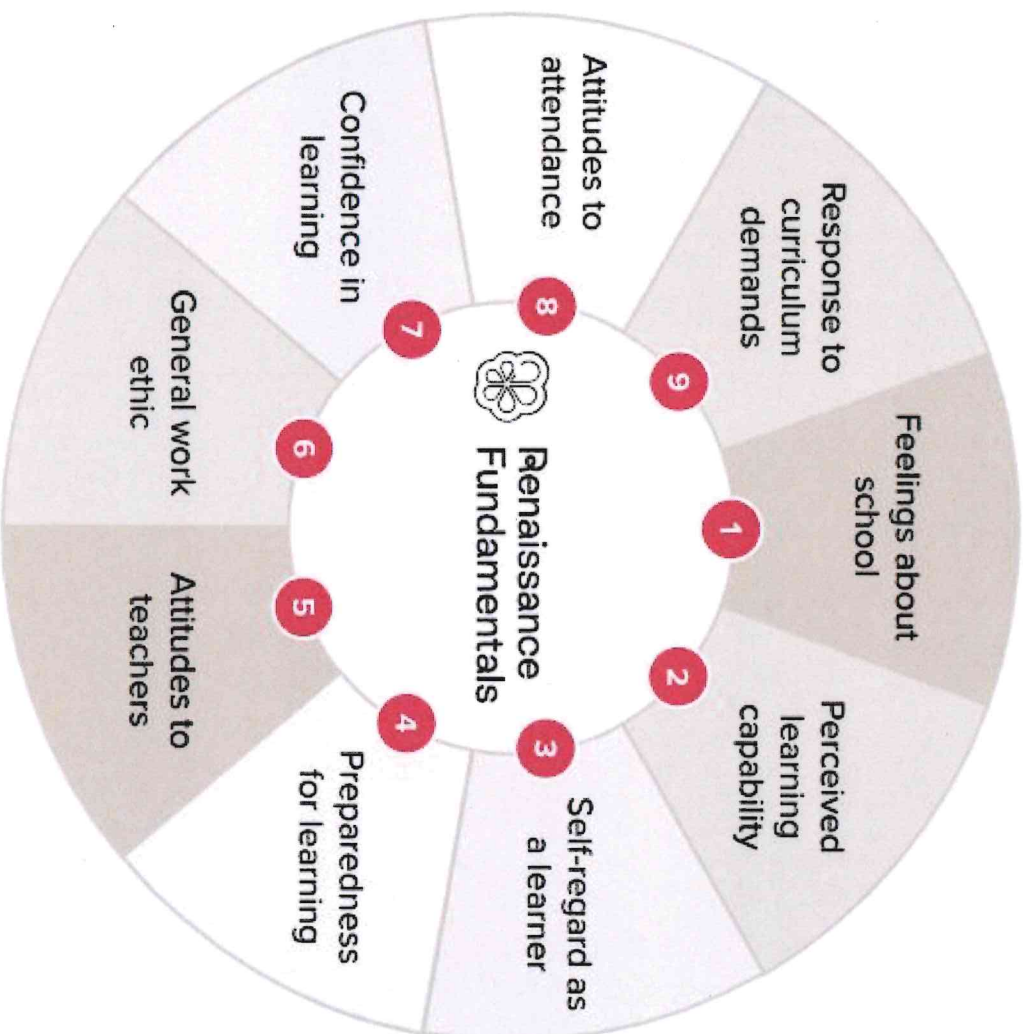 Renaissance
Fundamentals
1
Feelings about
school
2
Perceived
learning
capability
3
Self-regard as
a learner
4
Preparedness
for learning
5
Attitudes to
teachers
6
General work
ethic
7
Confidence in
learning
8
Attitudes to
attendance
9
Response to
curriculum
demands